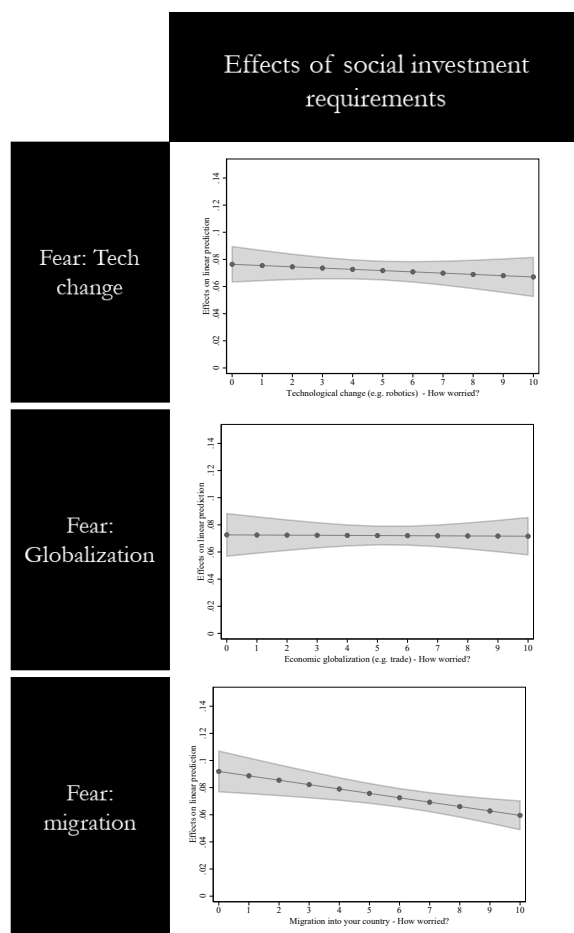 Effects of social investment
requirements
Fear: Tech
change
Effects on linear prediction
0 .02 .04 .06 .08 .1 .12 .14
0 1 2 3 4 5 6 7 8 9 10
Technological change (e.g. robotics) - How worried?
Fear:
Globalization
Effects on linear prediction
0 .02 .04 .06 .08 .1 .12 .14
0 1 2 3 4 5 6 7 8 9 10
Economic globalization (e.g. trade) - How worried?
Fear:
migration
Effects on linear prediction
0 .02 .04 .06 .08 .1 .12 .14
0 1 2 3 4 5 6 7 8 9 10
Migration into your country - How worried?